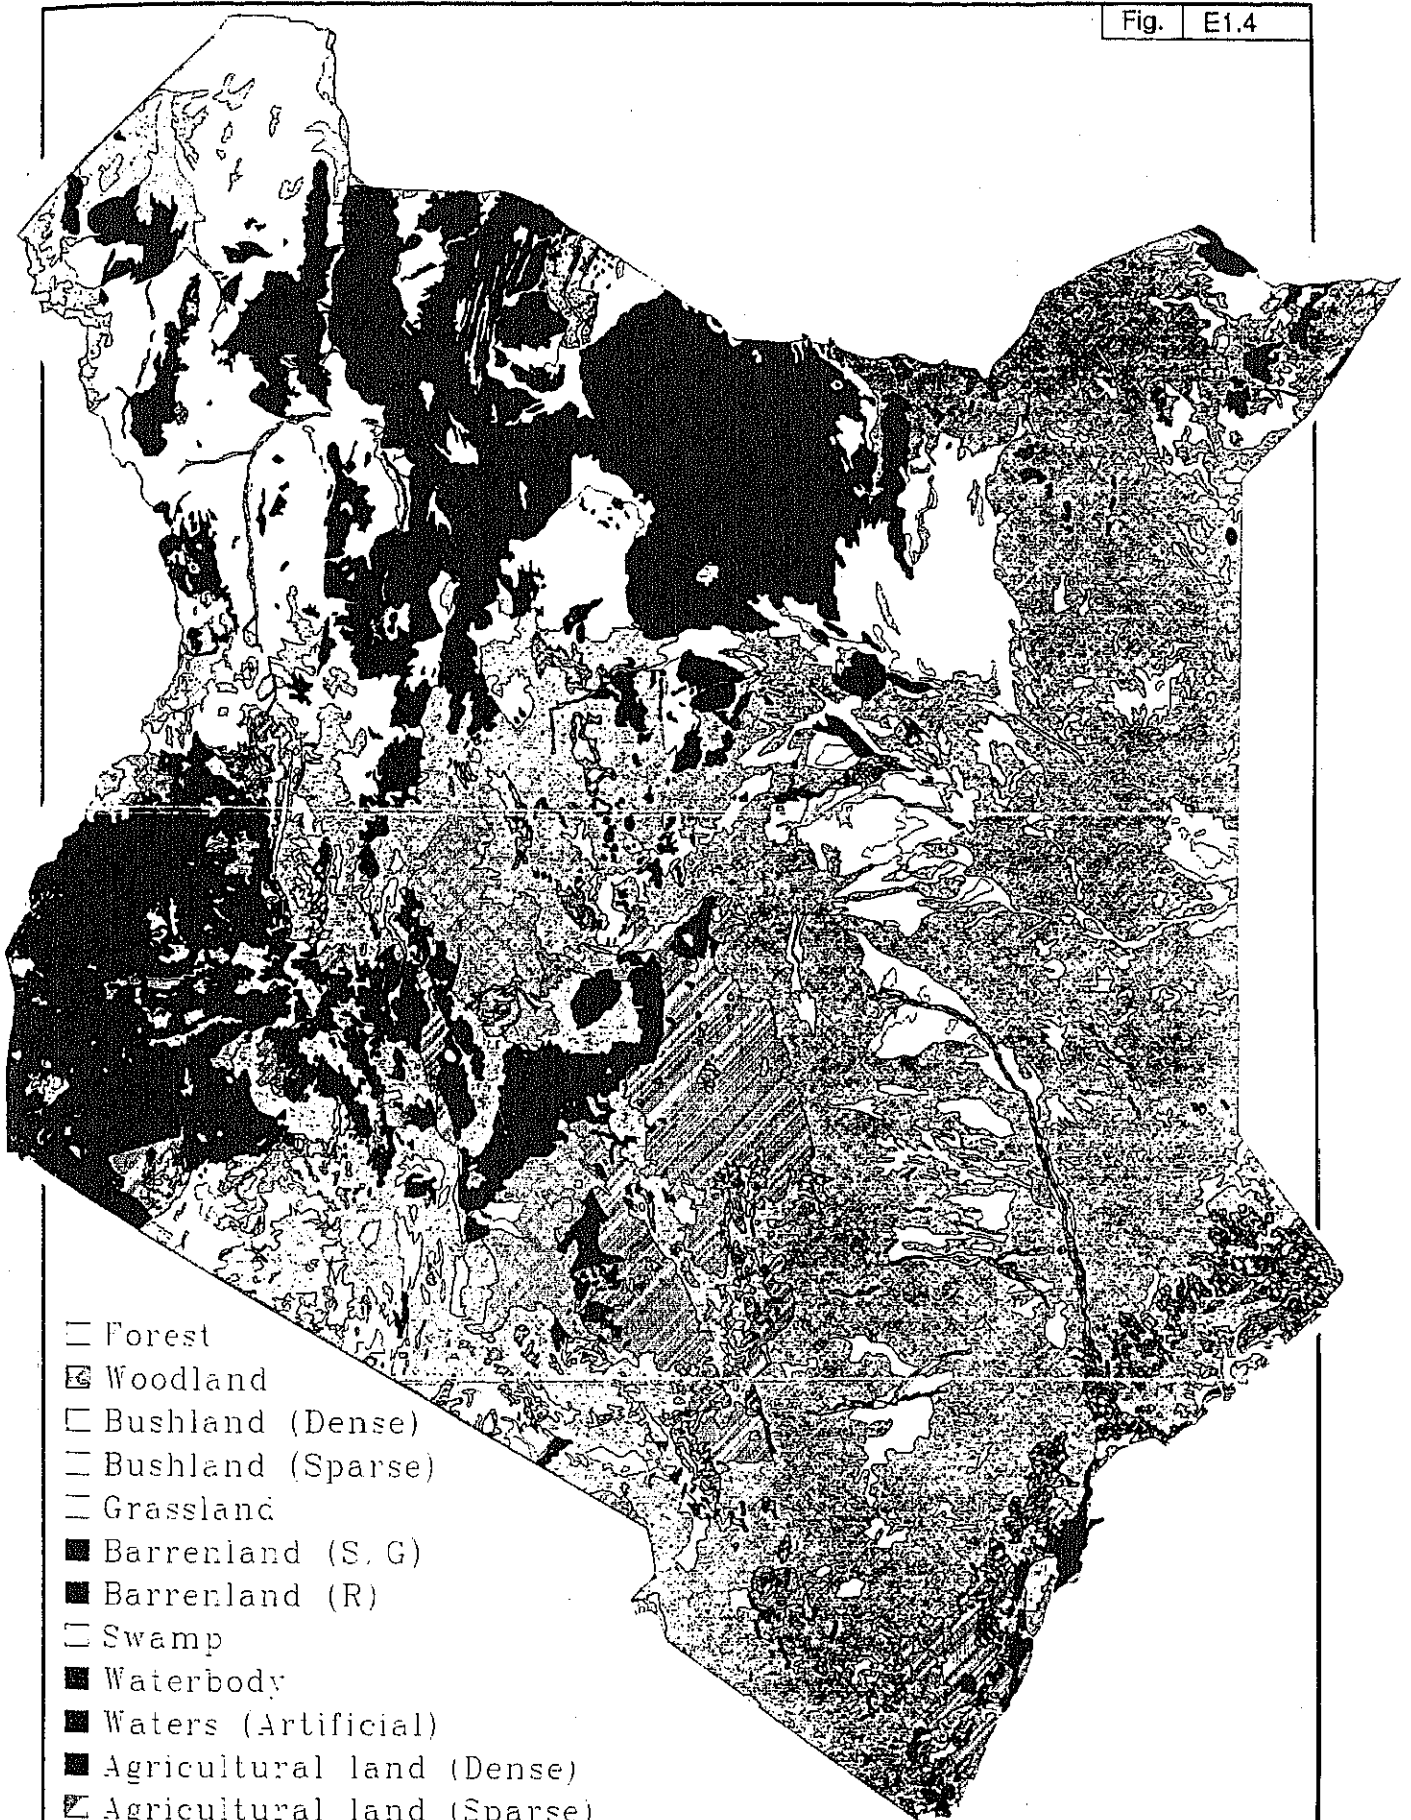 Fig. E1.4
Forest
Woodland
Bushland (Dense)
Bushland (Sparse)
Grassland
Barrenland (S. G)
Barrenland (R)
Swamp
Waterbody
Waters (Artificial)
Agricultural land (Dense)
Agricultural land (Sparse)